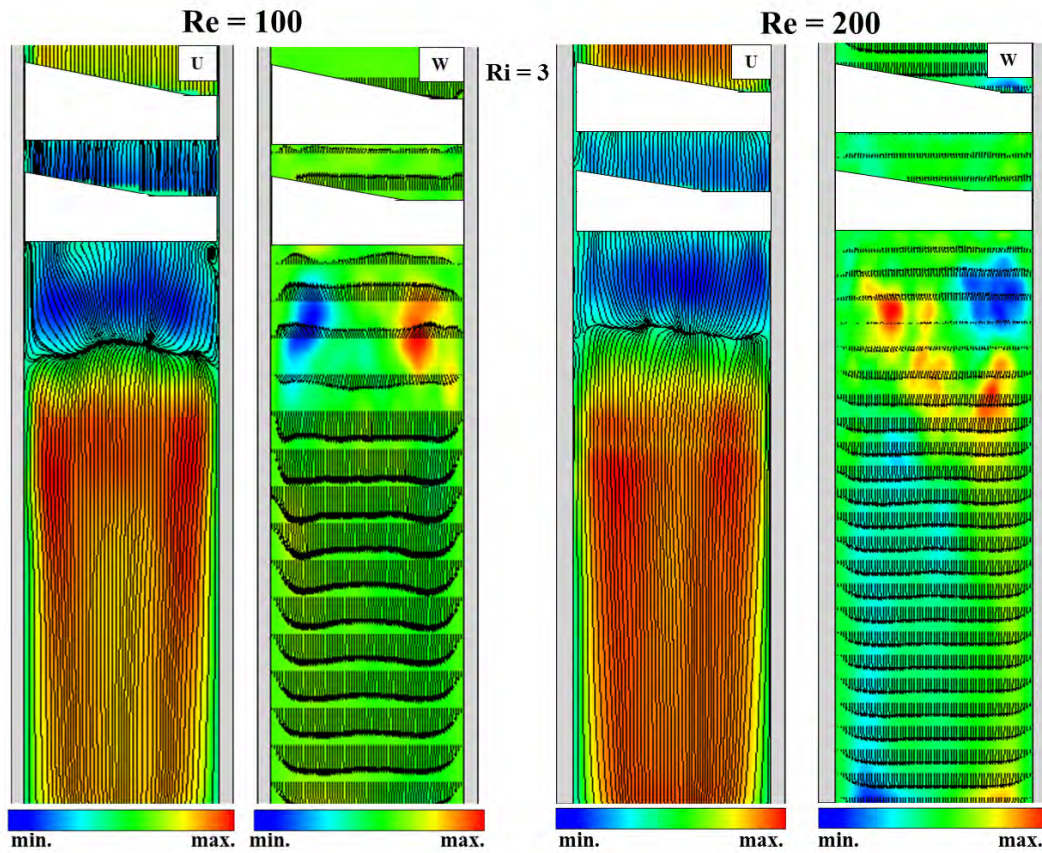 Re = 100
Re = 200
U
W
Ri = 3
U
W
min.
max.
min.
max.
min.
max.
min.
max.